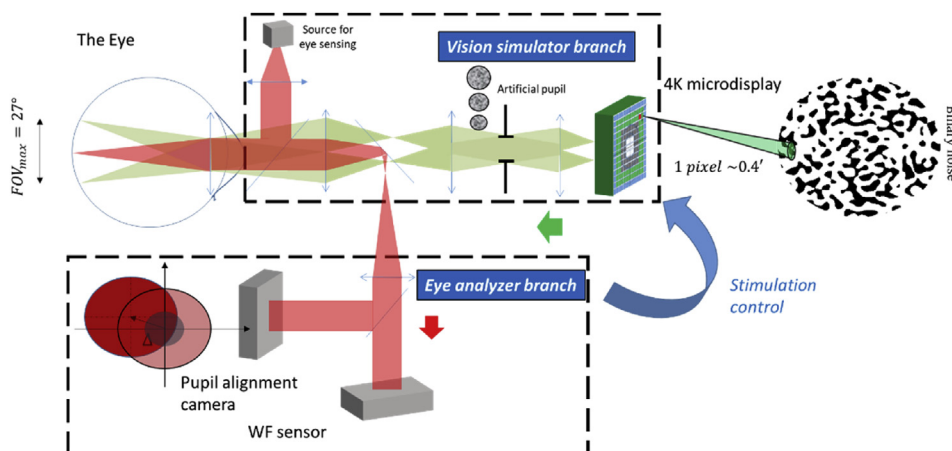 The Eye
Source for
eye sensing
Vision simulator branch
Artificial pupil
4K microdisplay
FOVmax = 27°
1 pixel ~0.4′
Binary noise
Eye analyzer branch
Stimulation
control
Δ
Pupil alignment
camera
WF sensor